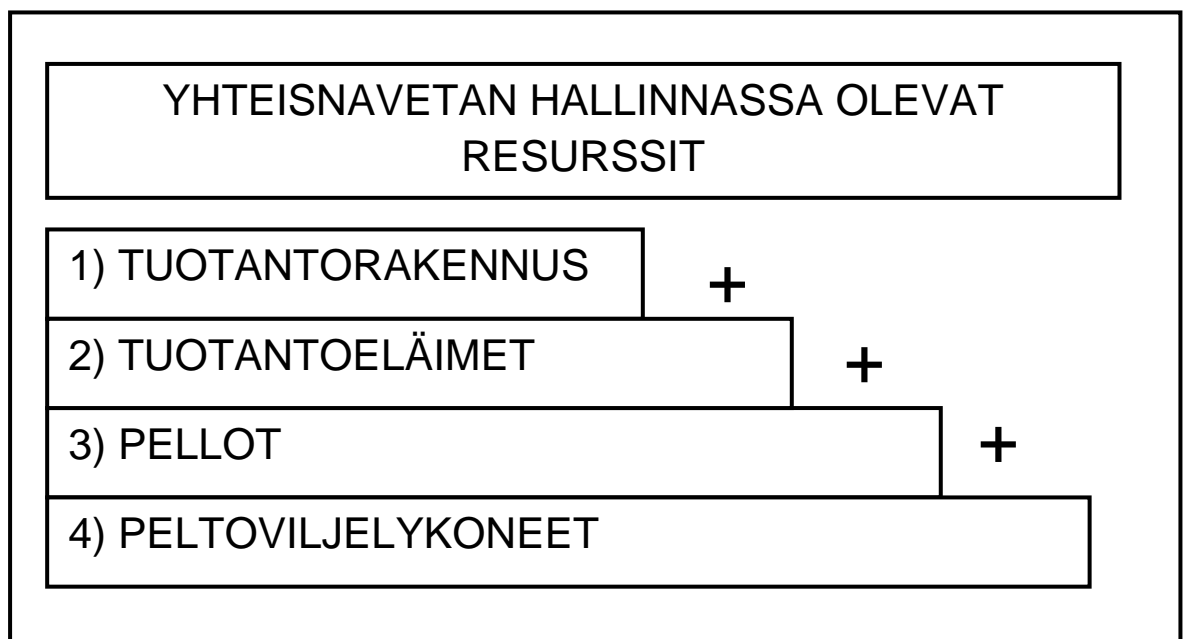 YHTEISNAVETAN HALLINNASSA OLEVAT
RESURSSIT
1) TUOTANTORAKENNUS
+
2) TUOTANTOELÄIMET
+
3) PELLOT
+
4) PELTOVILJELYKONEET